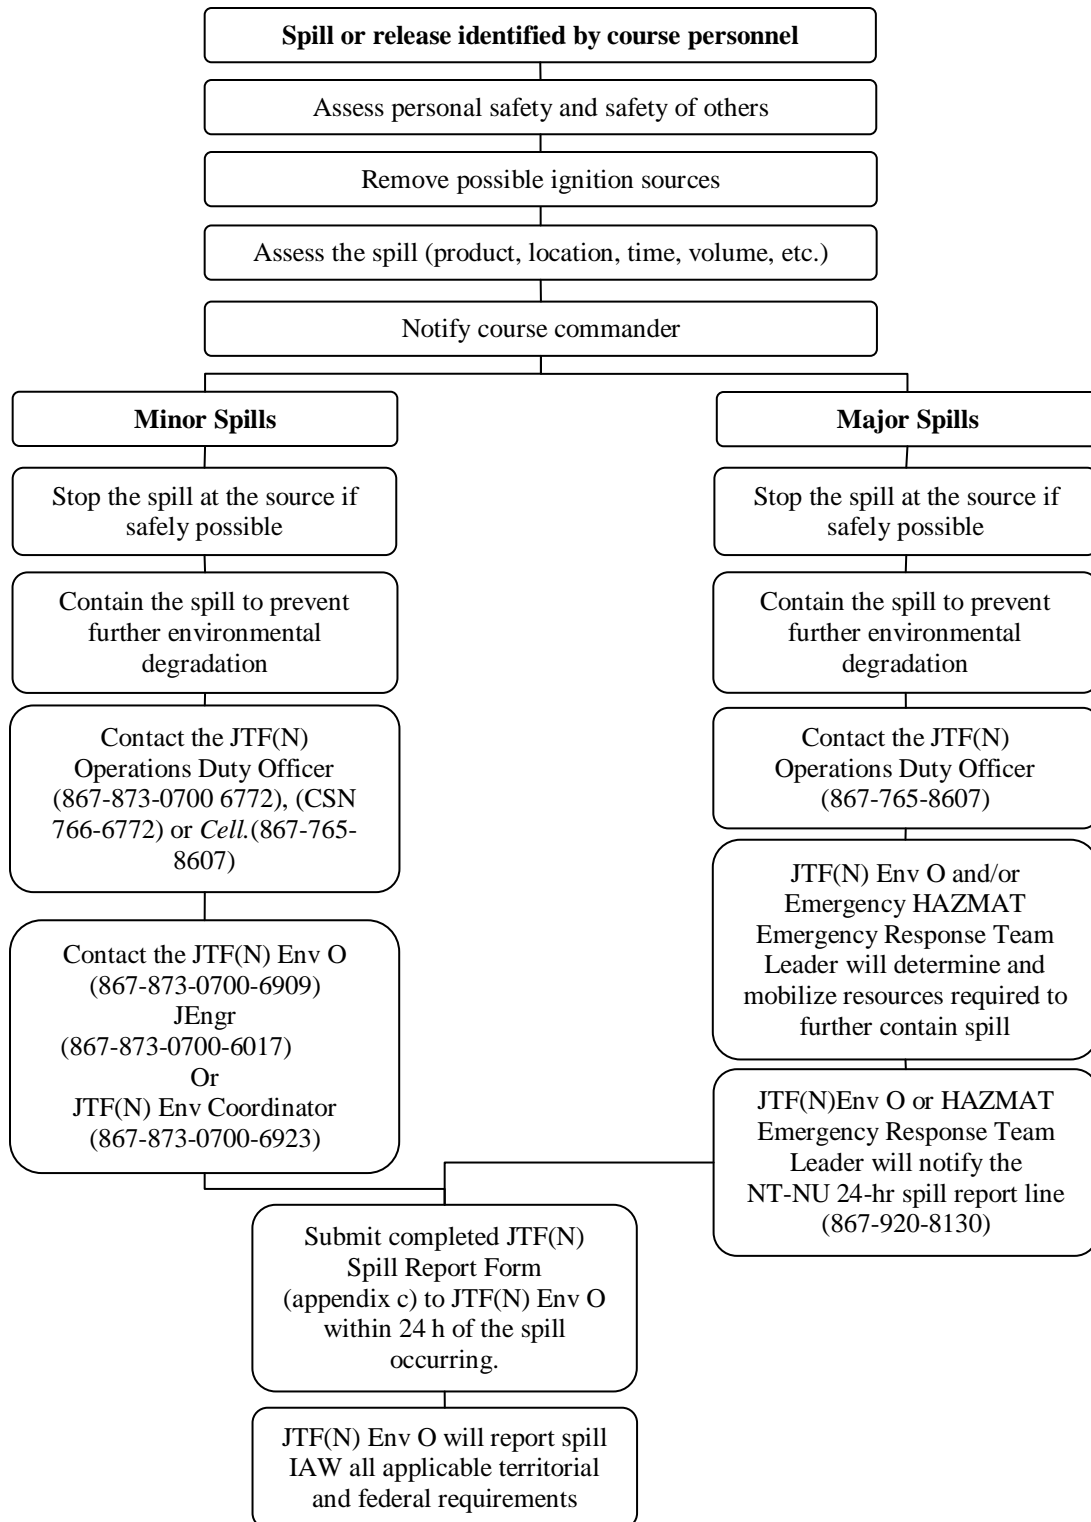 Spill or release identified by course personnel
Assess personal safety and safety of others
Remove possible ignition sources
Assess the spill (product, location, time, volume, etc.)
Notify course commander
Minor Spills
Stop the spill at the source if
safely possible
Contain the spill to prevent
further environmental
degradation
Contact the JTF(N)
Operations Duty Officer
(867-873-0700 6772), (CSN
766-6772) or Cell.(867-765-
8607)
Contact the JTF(N) Env O
(867-873-0700-6909)
JEngr
(867-873-0700-6017)
Or
JTF(N) Env Coordinator
(867-873-0700-6923)
Major Spills
Stop the spill at the source if
safely possible
Contain the spill to prevent
further environmental
degradation
Contact the JTF(N)
Operations Duty Officer
(867-765-8607)
JTF(N) Env O and/or
Emergency HAZMAT
Emergency Response Team
Leader will determine and
mobilize resources required to
further contain spill
JTF(N)Env O or HAZMAT
Emergency Response Team
Leader will notify the
NT-NU 24-hr spill report line
(867-920-8130)
Submit completed JTF(N)
Spill Report Form
(appendix c) to JTF(N) Env O
within 24 h of the spill
occurring.
JTF(N) Env O will report spill
IAW all applicable territorial
and federal requirements